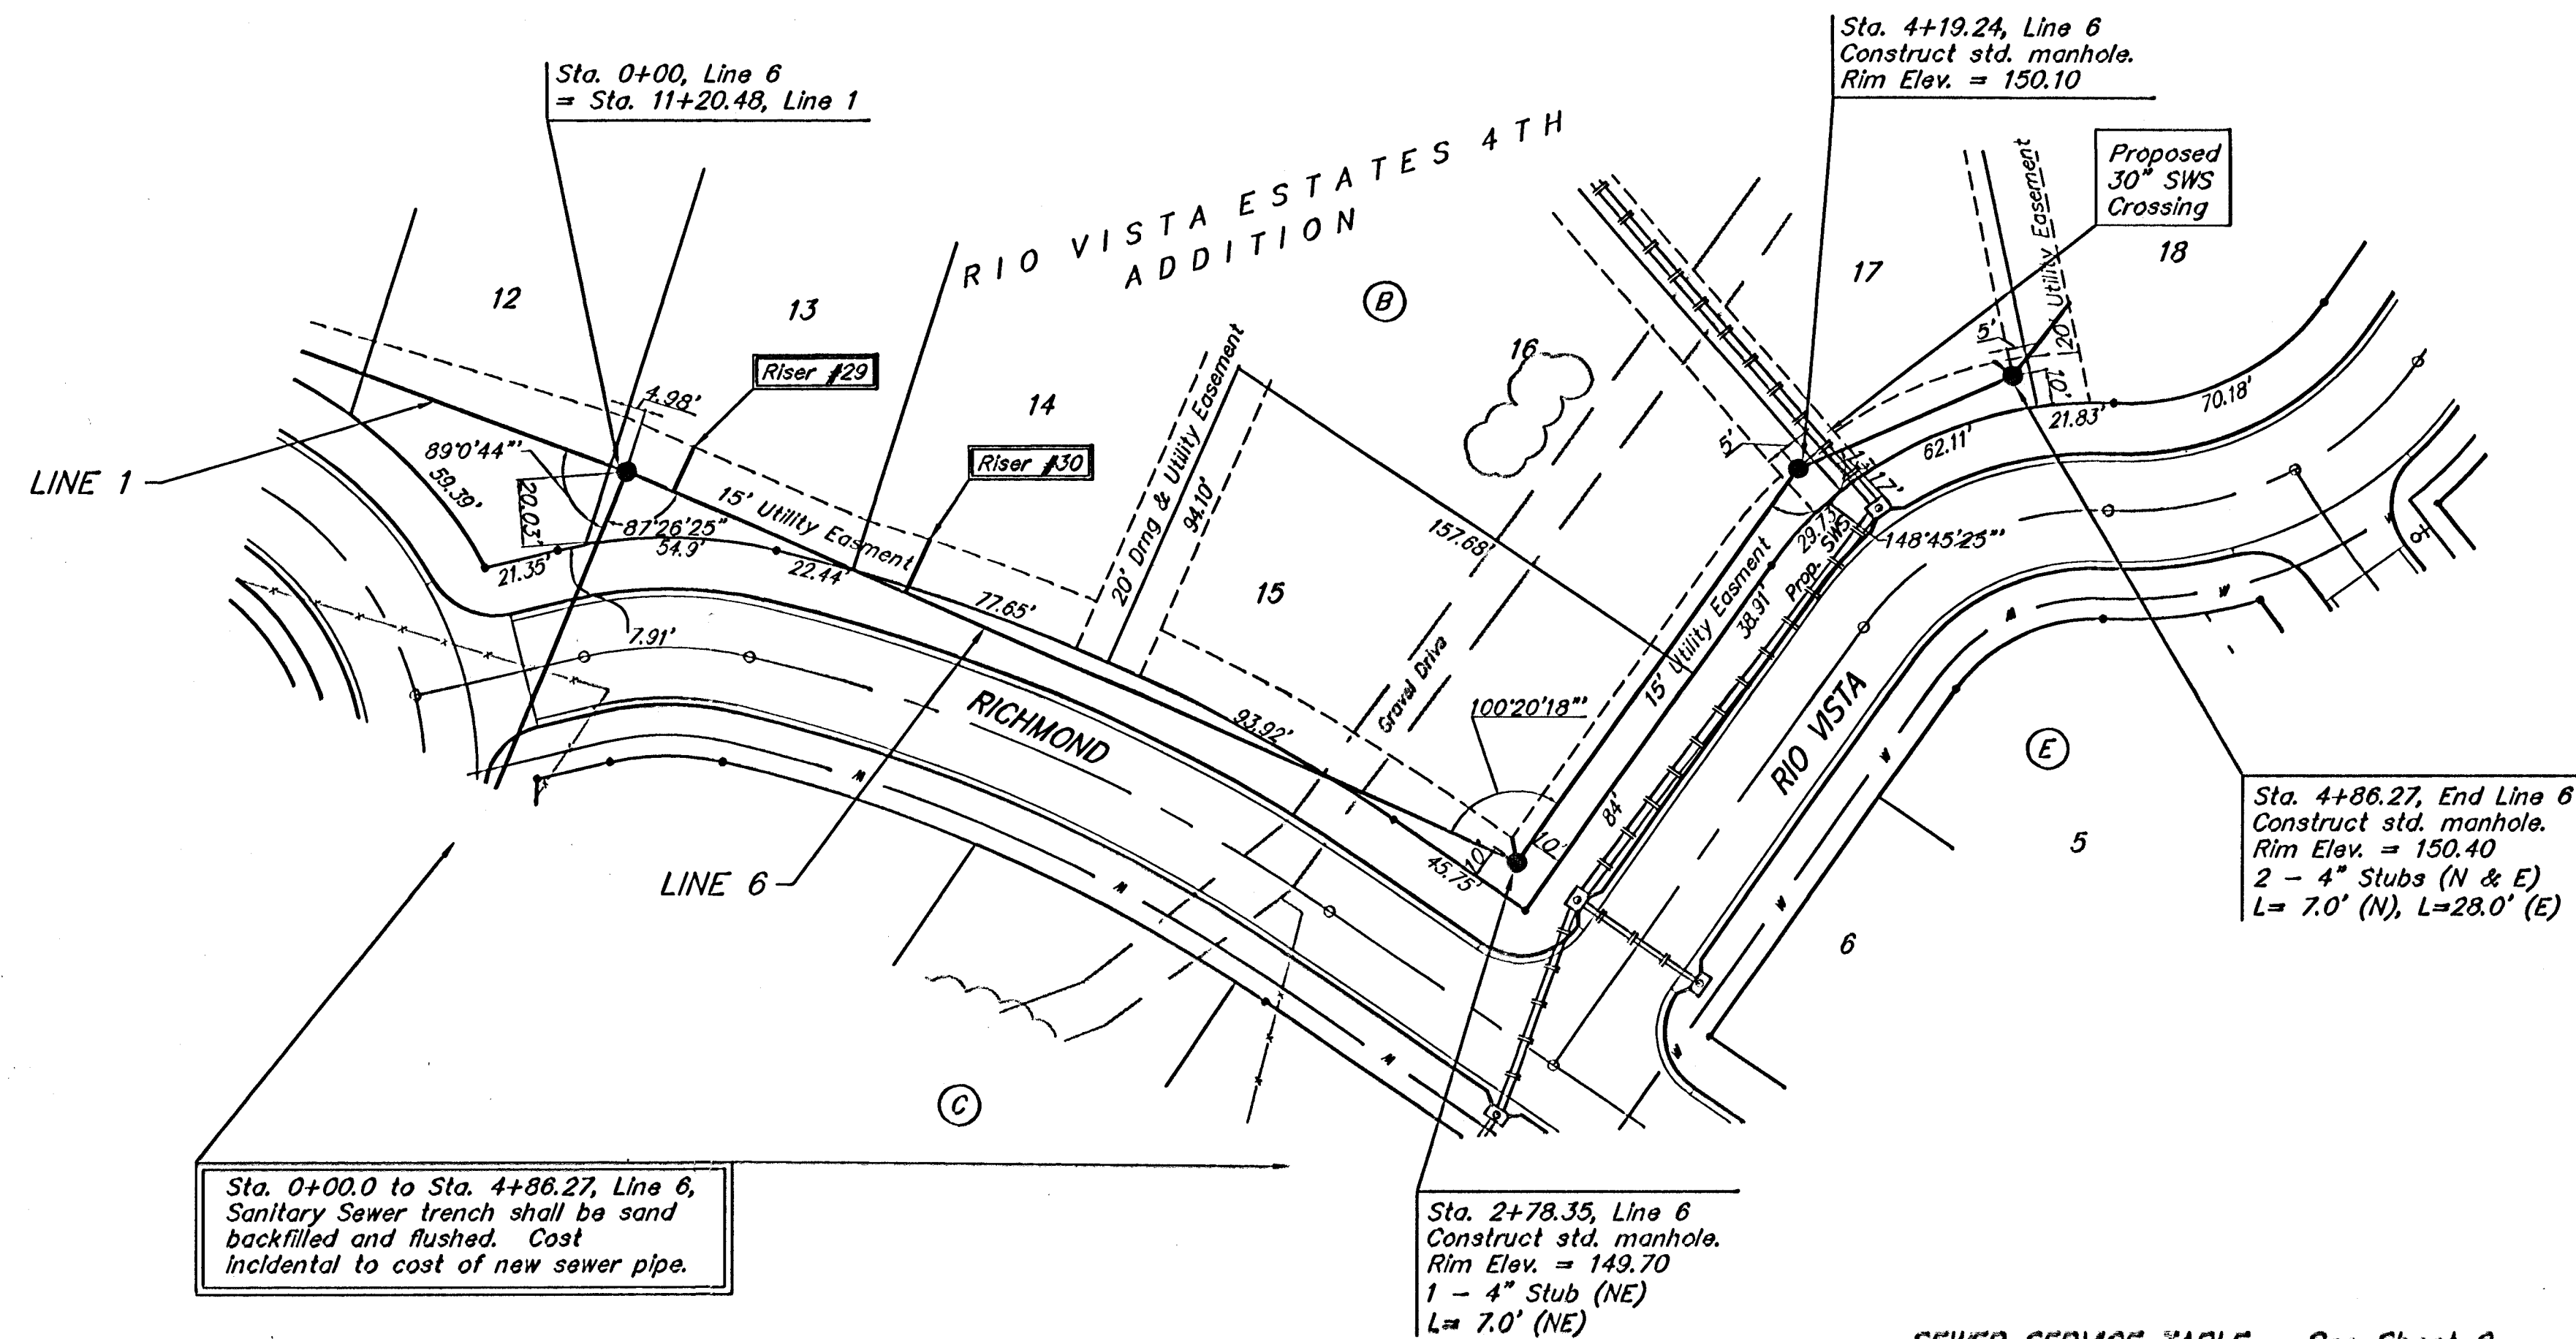 Sta. 4+19.24, Line 6
Construct std. manhole.
Rim Elev. = 150.10
Sta. 0+00, Line 6
= Sta. 11+20.48, Line 1
RIO VISTA ESTATES 4TH
ADDITION
Proposed
30" SWS
Crossing
20' Utility Easement
12
13
14
15
16
17
18
B
Riser #29
Riser #30
4.98'
89°0'44"
59.39'
20.03'
87°26'25"
54.9'
21.35'
22.44'
7.91'
LINE 1
15' Utility Easment
77.65'
20' Drng & Utility Easement
94.10'
157.68'
93.92'
Gravel Drive
100°20'18"
15' Utility Easment
38.91'
29.73'
Prop.
SWS
148°45'25"
5'
17'
62.11'
5'
10'
21.83'
70.18'
RICHMOND
RIO VISTA
84'
10'
10'
45.75'
LINE 6
E
5
6
C
Sta. 4+86.27, End Line 6
Construct std. manhole.
Rim Elev. = 150.40
2 - 4" Stubs (N & E)
L= 7.0' (N), L=28.0' (E)
Sta. 0+00.0 to Sta. 4+86.27, Line 6,
Sanitary Sewer trench shall be sand
backfilled and flushed. Cost
incidental to cost of new sewer pipe.
Sta. 2+78.35, Line 6
Construct std. manhole.
Rim Elev. = 149.70
1 - 4" Stub (NE)
L= 7.0' (NE)